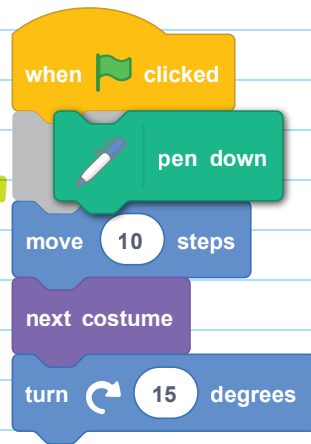 when clicked
pen down
move 10 steps
next costume
turn 15 degrees